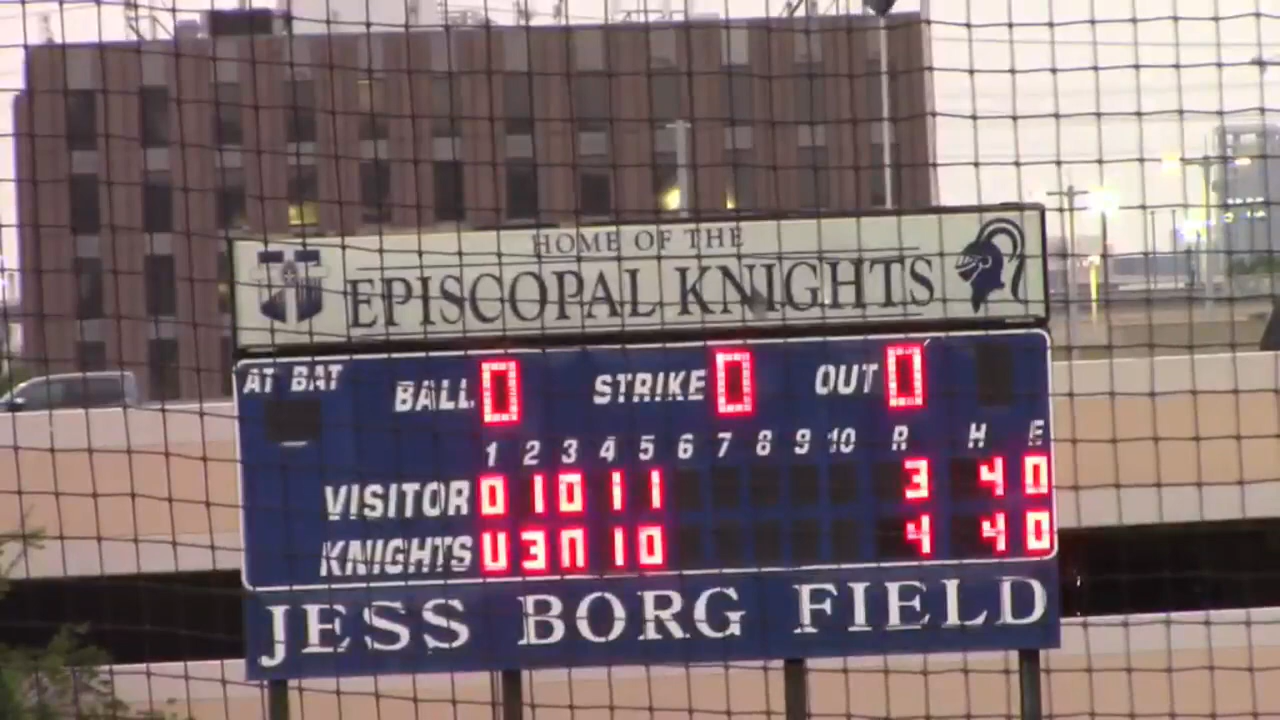 HOME OF THE
EPISCOPAL KNIGHTS
AT BAT BALL 0 STRIKE 0 OUT 0
1 2 3 4 5 6 7 8 9 10 R H E
VISITOR 0 1 0 1 1 3 4 0
KNIGHTS 0 3 0 1 0 4 4 0
JESS BORG FIELD